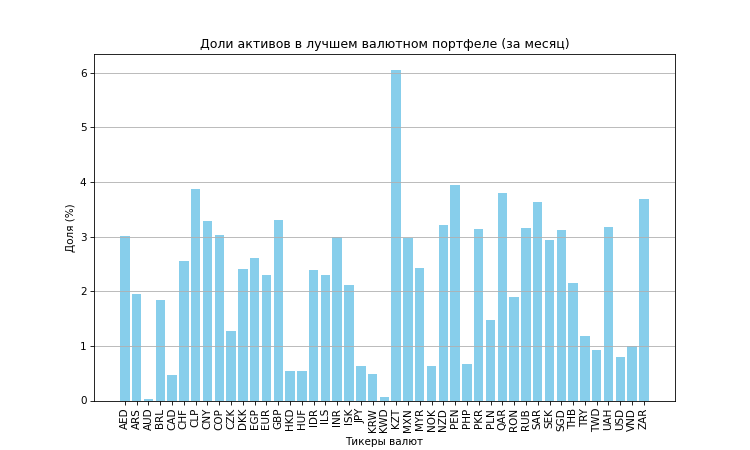 Доли активов в лучшем валютном портфеле (за месяц)
Доля (%)
6
5
4
3
2
1
0
AED ARS AUD BRL CAD CHF CLP CNY COP CZK DKK EGP EUR GBP HKD HUF IDR ILS INR ISK JPY KRW KWD KZT MXN MYR NOK NZD PEN PHP PKR PLN QAR RON RUB SAR SEK SGD THB TRY TWD UAH USD VND ZAR
Тикеры валют